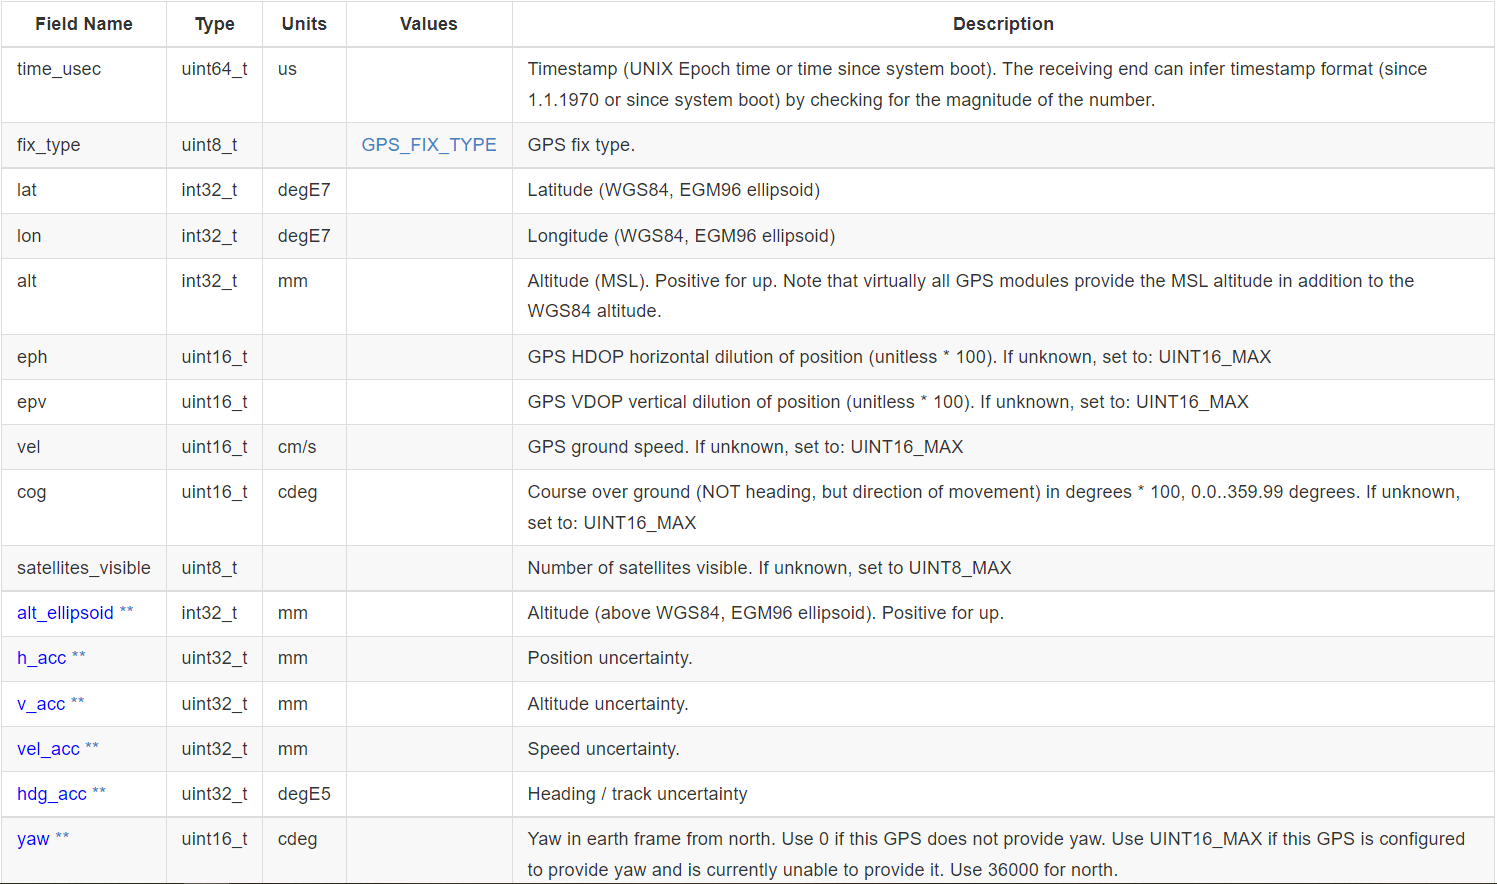 Field Name Type Units Values Description
time_usec uint64_t us Timestamp (UNIX Epoch time or time since system boot). The receiving end can infer timestamp format (since
1.1.1970 or since system boot) by checking for the magnitude of the number.
fix_type uint8_t GPS_FIX_TYPE GPS fix type.
lat int32_t degE7 Latitude (WGS84, EGM96 ellipsoid)
lon int32_t degE7 Longitude (WGS84, EGM96 ellipsoid)
alt int32_t mm Altitude (MSL). Positive for up. Note that virtually all GPS modules provide the MSL altitude in addition to the
WGS84 altitude.
eph uint16_t GPS HDOP horizontal dilution of position (unitless * 100). If unknown, set to: UINT16_MAX
epv uint16_t GPS VDOP vertical dilution of position (unitless * 100). If unknown, set to: UINT16_MAX
vel uint16_t cm/s GPS ground speed. If unknown, set to: UINT16_MAX
cog uint16_t cdeg Course over ground (NOT heading, but direction of movement) in degrees * 100, 0.0..359.99 degrees. If unknown,
set to: UINT16_MAX
satellites_visible uint8_t Number of satellites visible. If unknown, set to UINT8_MAX
alt_ellipsoid ** int32_t mm Altitude (above WGS84, EGM96 ellipsoid). Positive for up.
h_acc ** uint32_t mm Position uncertainty.
v_acc ** uint32_t mm Altitude uncertainty.
vel_acc ** uint32_t mm Speed uncertainty.
hdg_acc ** uint32_t degE5 Heading / track uncertainty
yaw ** uint16_t cdeg Yaw in earth frame from north. Use 0 if this GPS does not provide yaw. Use UINT16_MAX if this GPS is configured
to provide yaw and is currently unable to provide it. Use 36000 for north.